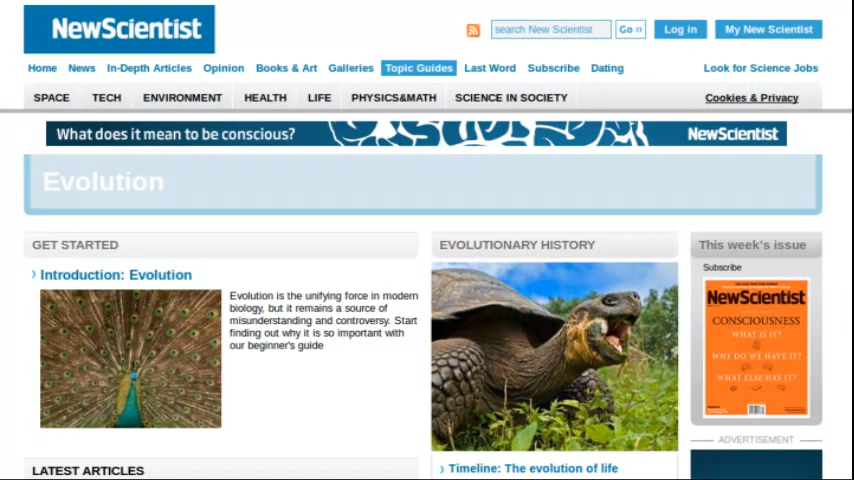 NewScientist
search New Scientist
Go ››
Log in
My New Scientist
Home News In-Depth Articles Opinion Books & Art Galleries Topic Guides Last Word Subscribe Dating Look for Science Jobs
SPACE TECH ENVIRONMENT HEALTH LIFE PHYSICS&MATH SCIENCE IN SOCIETY Cookies & Privacy
What does it mean to be conscious? NewScientist
Evolution
GET STARTED
› Introduction: Evolution
Evolution is the unifying force in modern
biology, but it remains a source of
misunderstanding and controversy. Start
finding out why it is so important with
our beginner's guide
LATEST ARTICLES
EVOLUTIONARY HISTORY
› Timeline: The evolution of life
This week's issue
Subscribe
NewScientist
CONSCIOUSNESS
WHAT IS IT?
WHY DO WE HAVE IT?
WHAT ELSE HAS IT?
ADVERTISEMENT